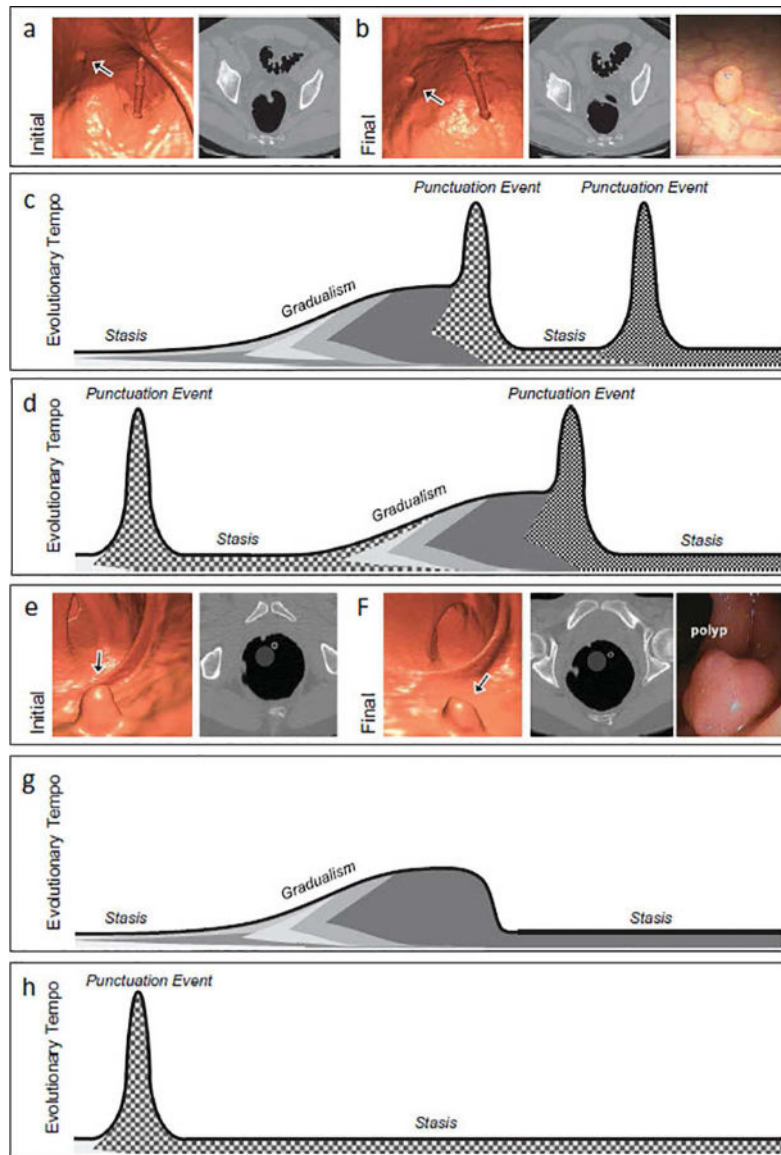 a
b
Initial
Final
c
Punctuation Event
Punctuation Event
Evolutionary Tempo
Stasis
Gradualism
Stasis
d
Punctuation Event
Punctuation Event
Evolutionary Tempo
Stasis
Gradualism
Stasis
e
F
Initial
Final
polyp
g
Evolutionary Tempo
Stasis
Gradualism
Stasis
h
Punctuation Event
Evolutionary Tempo
Stasis